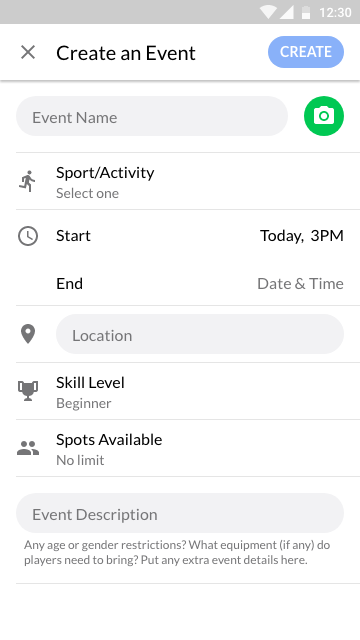 12:30
Create an Event
CREATE
Event Name
Sport/Activity
Select one
Start
Today, 3PM
End
Date & Time
Location
Skill Level
Beginner
Spots Available
No limit
Event Description
Any age or gender restrictions? What equipment (if any) do
players need to bring? Put any extra event details here.